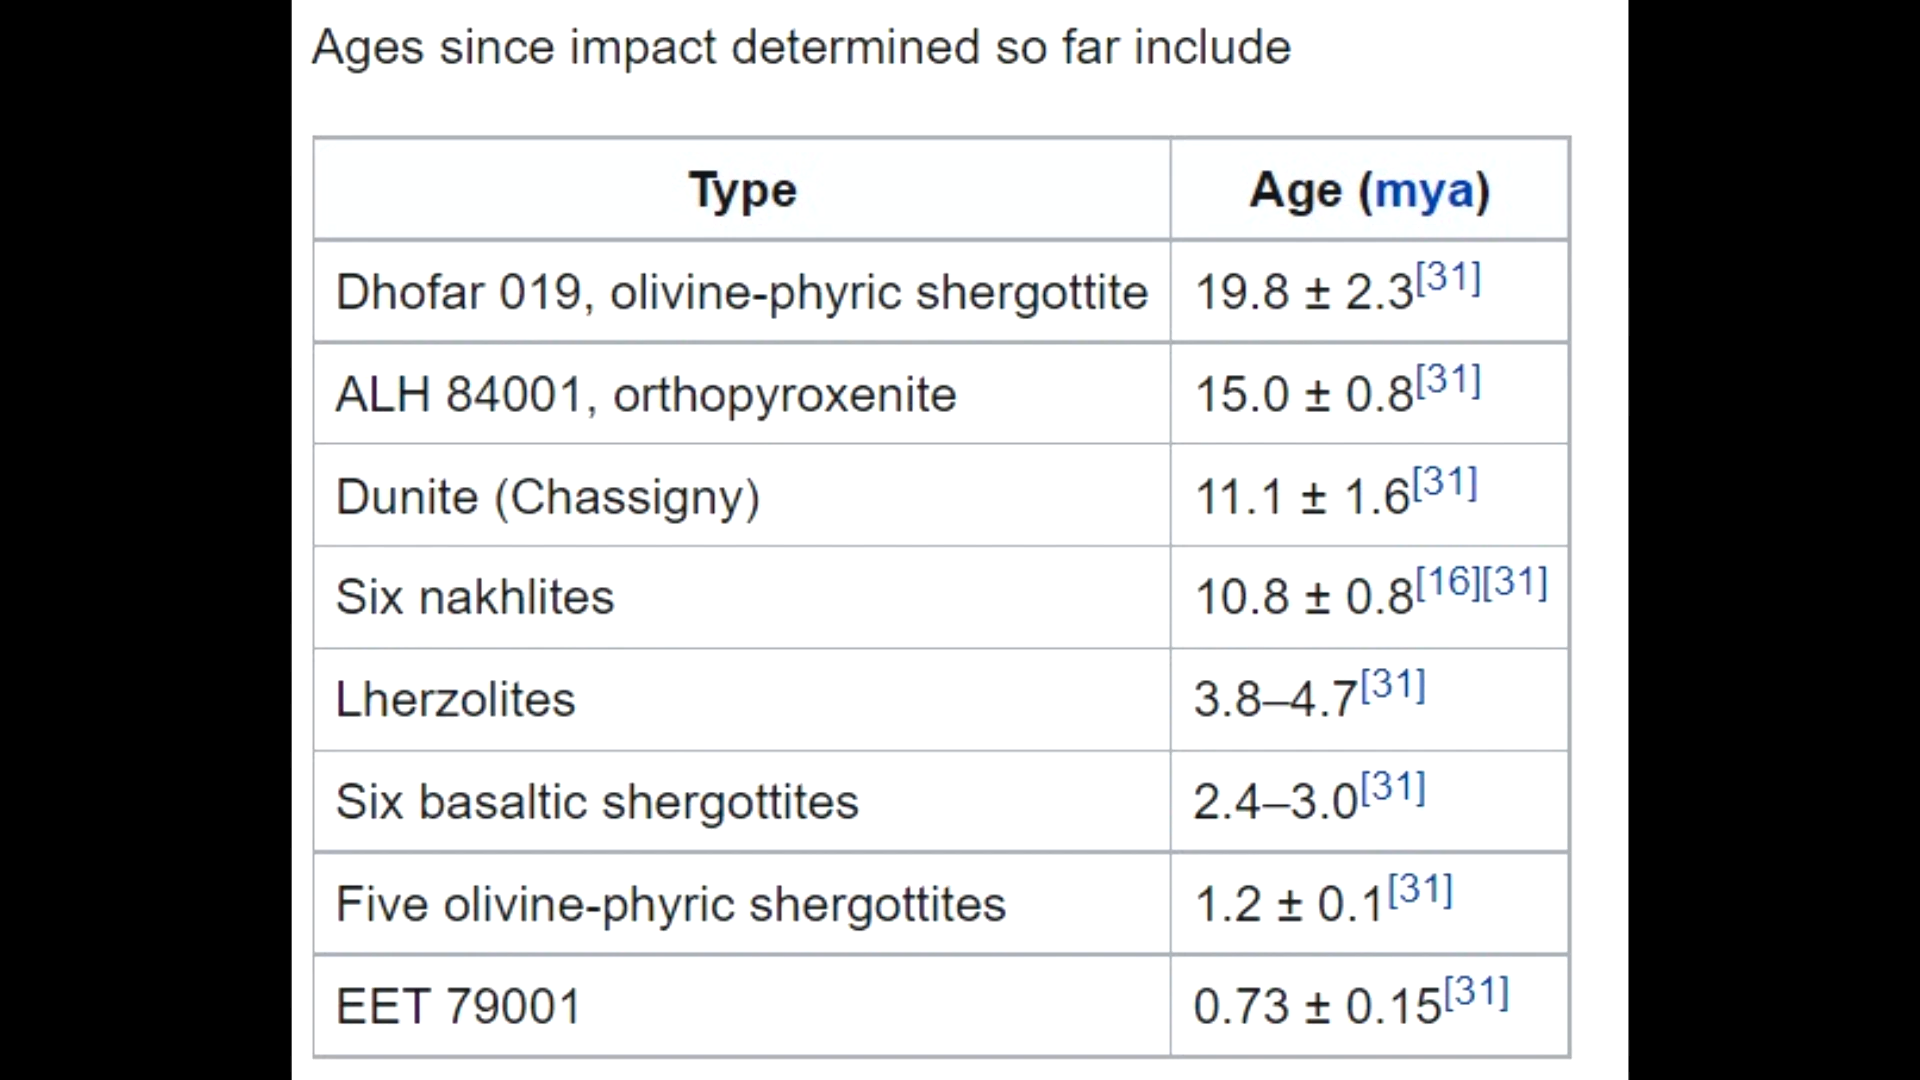 Ages since impact determined so far include
Type Age (mya)
Dhofar 019, olivine-phyric shergottite 19.8 ± 2.3[31]
ALH 84001, orthopyroxenite 15.0 ± 0.8[31]
Dunite (Chassigny) 11.1 ± 1.6[31]
Six nakhlites 10.8 ± 0.8[16][31]
Lherzolites 3.8–4.7[31]
Six basaltic shergottites 2.4–3.0[31]
Five olivine-phyric shergottites 1.2 ± 0.1[31]
EET 79001 0.73 ± 0.15[31]